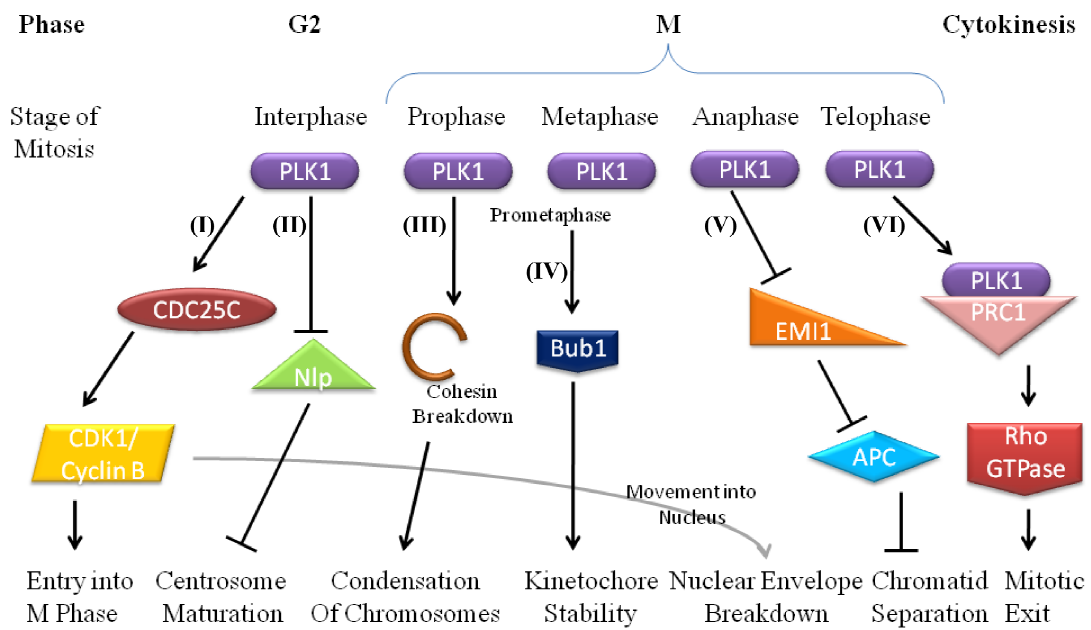 Phase G2 M Cytokinesis
Stage of Mitosis
Interphase Prophase Metaphase Anaphase Telophase
PLK1 PLK1 PLK1 PLK1 PLK1
(I) (II) (III) Prometaphase (V) (VI)
(IV)
CDC25C
PLK1
PRC1
EMI1
Bub1
Nlp
Cohesin
Breakdown
CDK1/
Cyclin B
APC
Rho
GTPase
Movement into
Nucleus
Entry into
M Phase
Centrosome
Maturation
Condensation
Of Chromosomes
Kinetochore
Stability
Nuclear Envelope
Breakdown
Chromatid
Separation
Mitotic
Exit